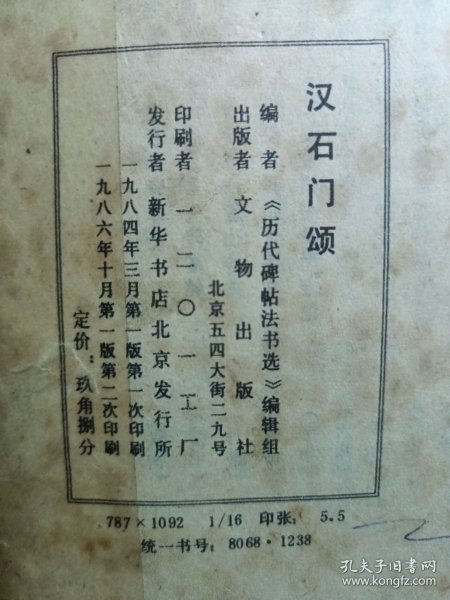 汉石门颂
编者 《历代碑帖法书选》编辑组
出版者 文物出版社
北京五四大街二九号
印刷者 一二〇一工厂
发行者 新华书店北京发行所
一九八四年三月第一版第一次印刷
一九八六年十月第一版第二次印刷
定价：玖角捌分
787×1092 1/16 印张：5.5
统一书号：8068·1238
孔夫子旧书网
www.kongfz.com